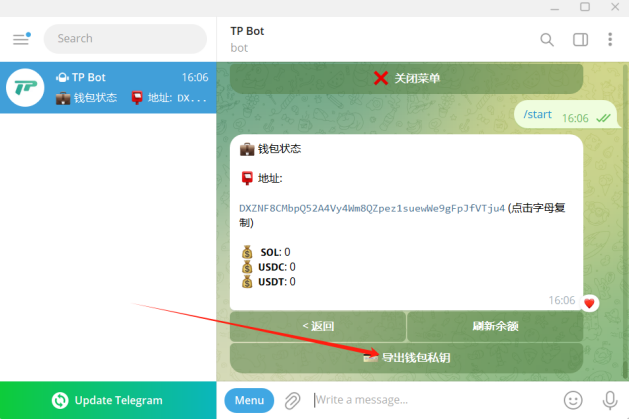 Search
TP Bot
bot
TP
TP Bot
16:06
钱包状态 地址: DX...
关闭菜单
/start
16:06
钱包状态
地址:
DXZNF8CMbpQ52A4Vy4Wm8QZpez1suewWe9gFpJfVTju4 (点击字母复
制)
SOL: 0
USDC: 0
USDT: 0
16:06
< 返回
刷新余额
导出钱包私钥
Update Telegram
Menu
Write a message...